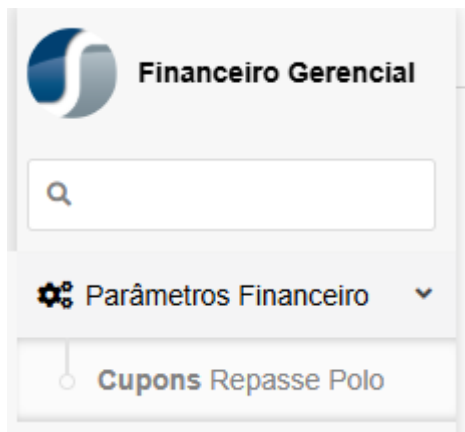 Financeiro Gerencial
Parâmetros Financeiro
Cupons Repasse Polo